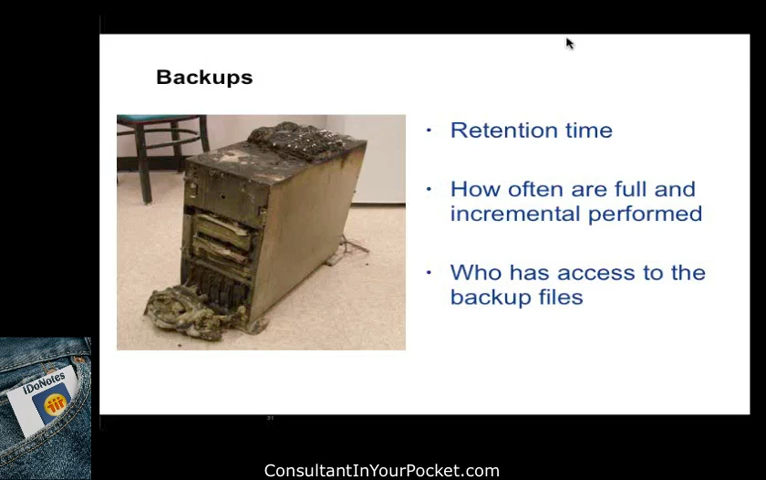 Backups
• Retention time
• How often are full and
incremental performed
• Who has access to the
backup files
iDoNotes
ConsultantInYourPocket.com